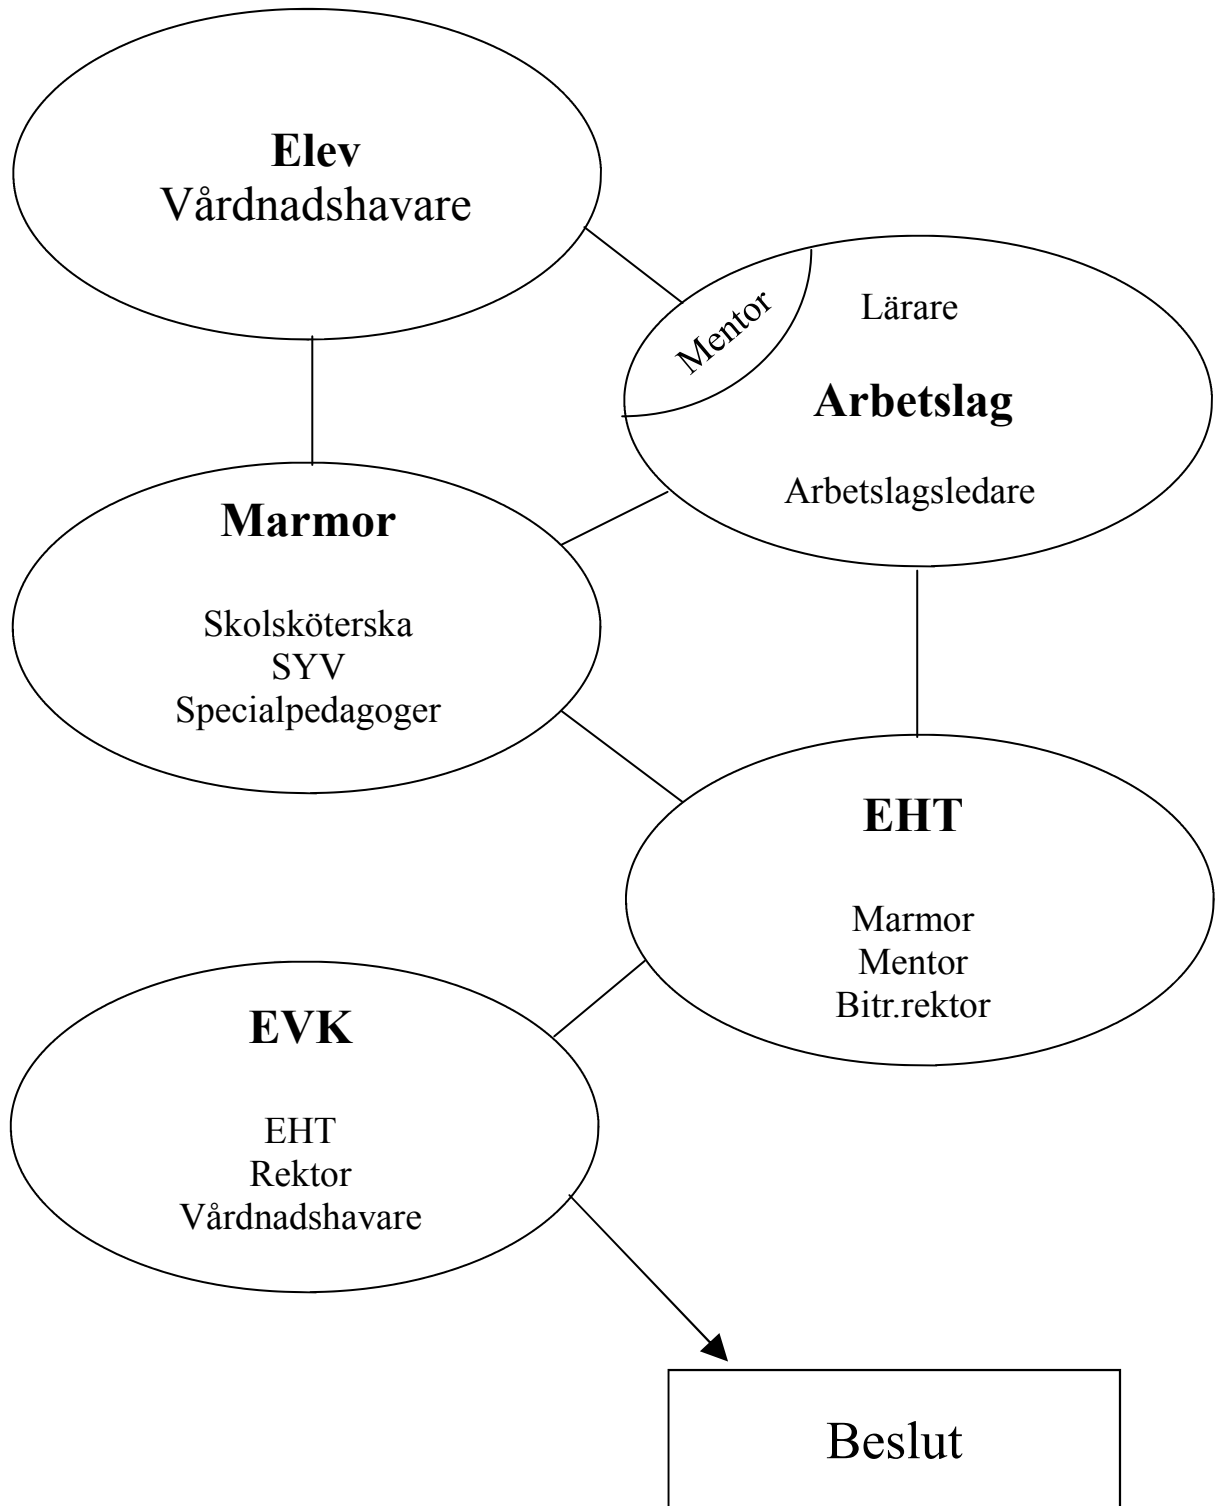 Elev
Vårdnadshavare
Mentor
Lärare
Arbetslag
Arbetslagsledare
Marmor
Skolsköterska
SYV
Specialpedagoger
EHT
Marmor
Mentor
Bitr.rektor
EVK
EHT
Rektor
Vårdnadshavare
Beslut